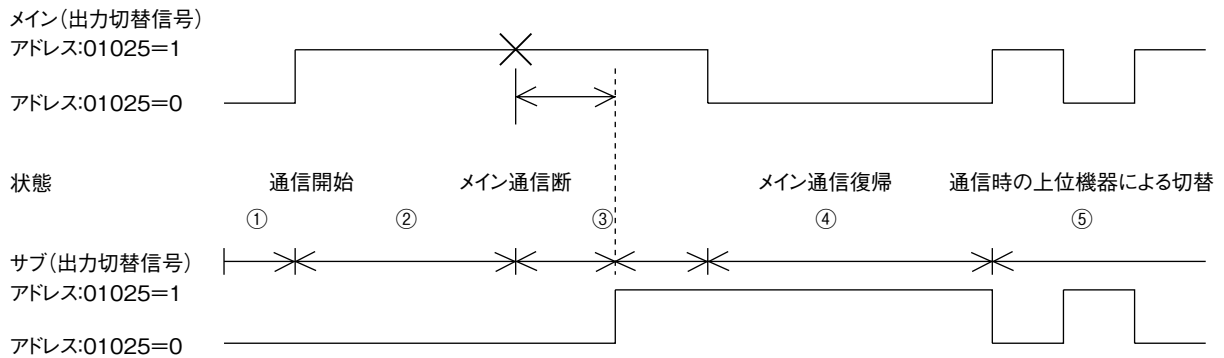 メイン（出力切替信号）
アドレス：01025＝1
アドレス：01025＝0
状態
通信開始
メイン通信断
メイン通信復帰
通信時の上位機器による切替
①
②
③
④
⑤
サブ（出力切替信号）
アドレス：01025＝1
アドレス：01025＝0